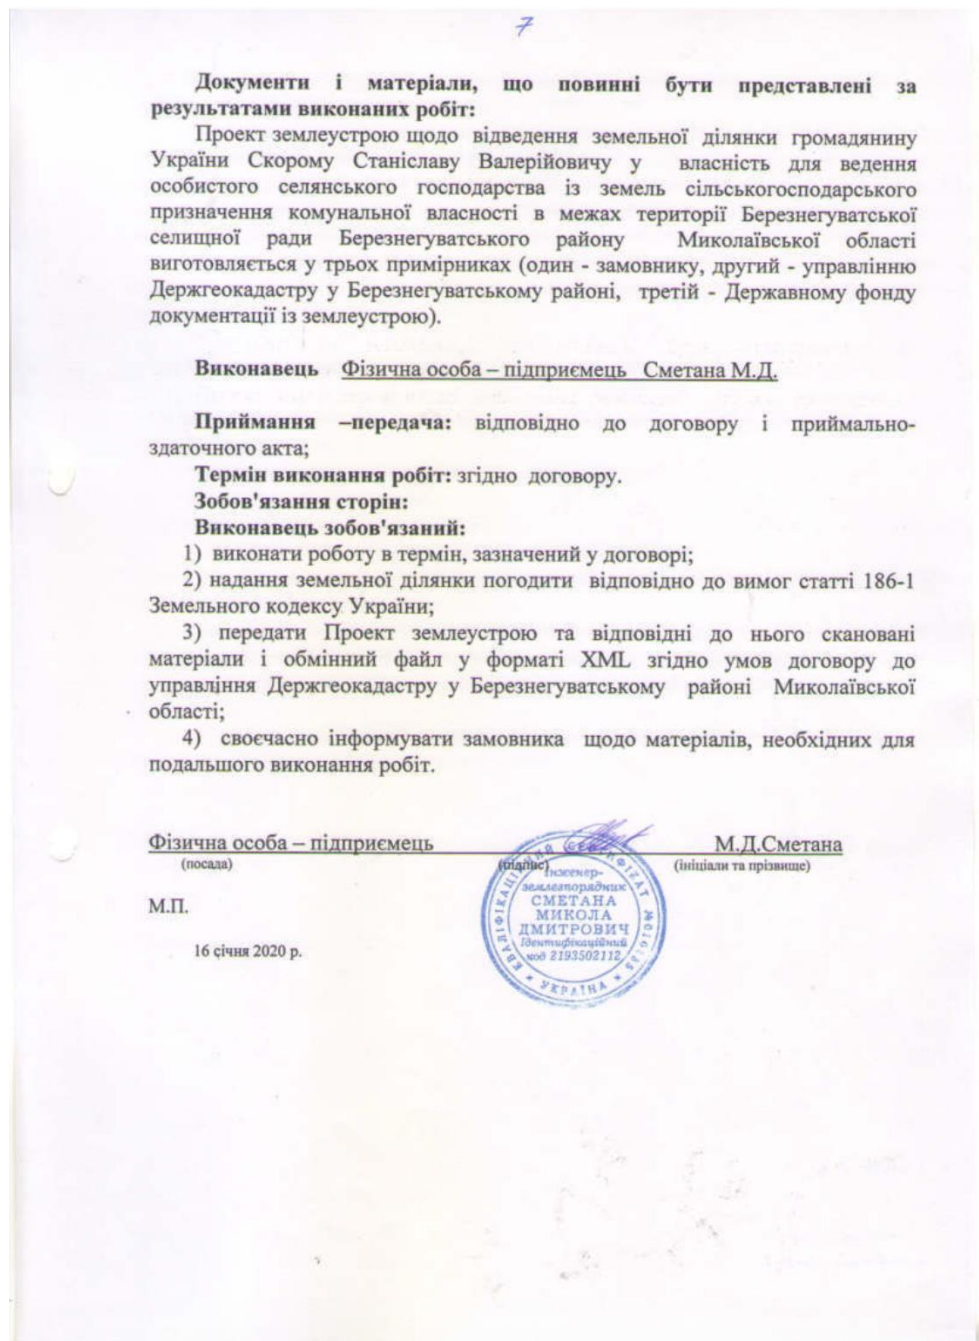 7
Документи і матеріали, що повинні бути представлені за
результатами виконаних робіт:
Проект землеустрою щодо відведення земельної ділянки громадянину
України Скорому Станіславу Валерійовичу у власність для ведення
особистого селянського господарства із земель сільськогосподарського
призначення комунальної власності в межах території Березнегуватської
селищної ради Березнегуватського району Миколаївської області
виготовляється у трьох примірниках (один - замовнику, другий - управлінню
Держгеокадастру у Березнегуватському районі, третій - Державному фонду
документації із землеустрою).
Виконавець Фізична особа – підприємець Сметана М.Д.
Приймання –передача: відповідно до договору і приймально-
здаточного акта;
Термін виконання робіт: згідно договору.
Зобов'язання сторін:
Виконавець зобов'язаний:
1) виконати роботу в термін, зазначений у договорі;
2) надання земельної ділянки погодити відповідно до вимог статті 186-1
Земельного кодексу України;
3) передати Проект землеустрою та відповідні до нього скановані
матеріали і обмінний файл у форматі XML згідно умов договору до
управління Держгеокадастру у Березнегуватському районі Миколаївської
області;
4) своєчасно інформувати замовника щодо матеріалів, необхідних для
подальшого виконання робіт.
Фізична особа – підприємець М.Д.Сметана
(посада) (підпис) (ініціали та прізвище)
КВАЛІФІКАЦІЙНИЙ СЕРТИФІКАТ
Інженер-
землевпорядник
СМЕТАНА
МИКОЛА
ДМИТРОВИЧ
Ідентифікаційний
код 2193502112
* УКРАЇНА *
М.П.
16 січня 2020 р.